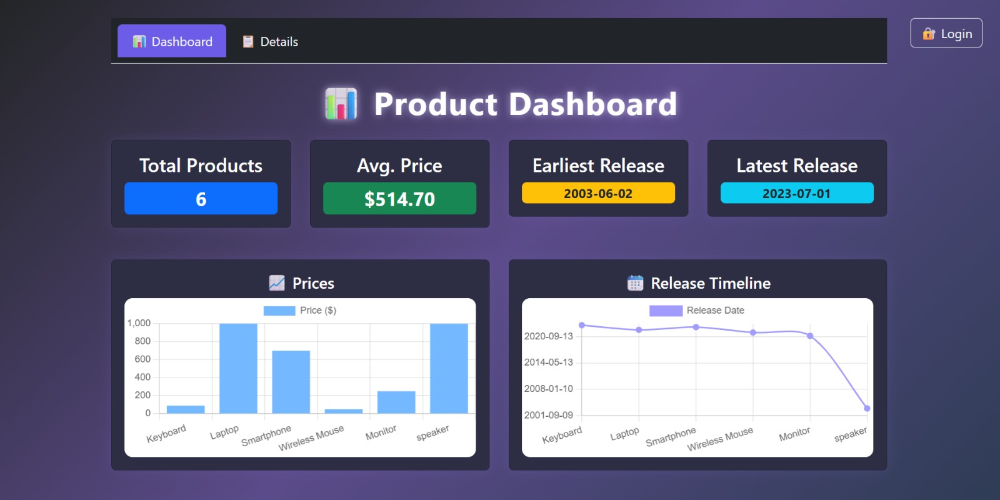 Dashboard Details
Login
Product Dashboard
Total Products
6
Avg. Price
$514.70
Earliest Release
2003-06-02
Latest Release
2023-07-01
Prices
Price ($)
1,000
800
600
400
200
0
Keyboard
Laptop
Smartphone
Wireless Mouse
Monitor
speaker
Release Timeline
Release Date
2020-09-13
2014-05-13
2008-01-10
2001-09-09
Keyboard
Laptop
Smartphone
Wireless Mouse
Monitor
speaker